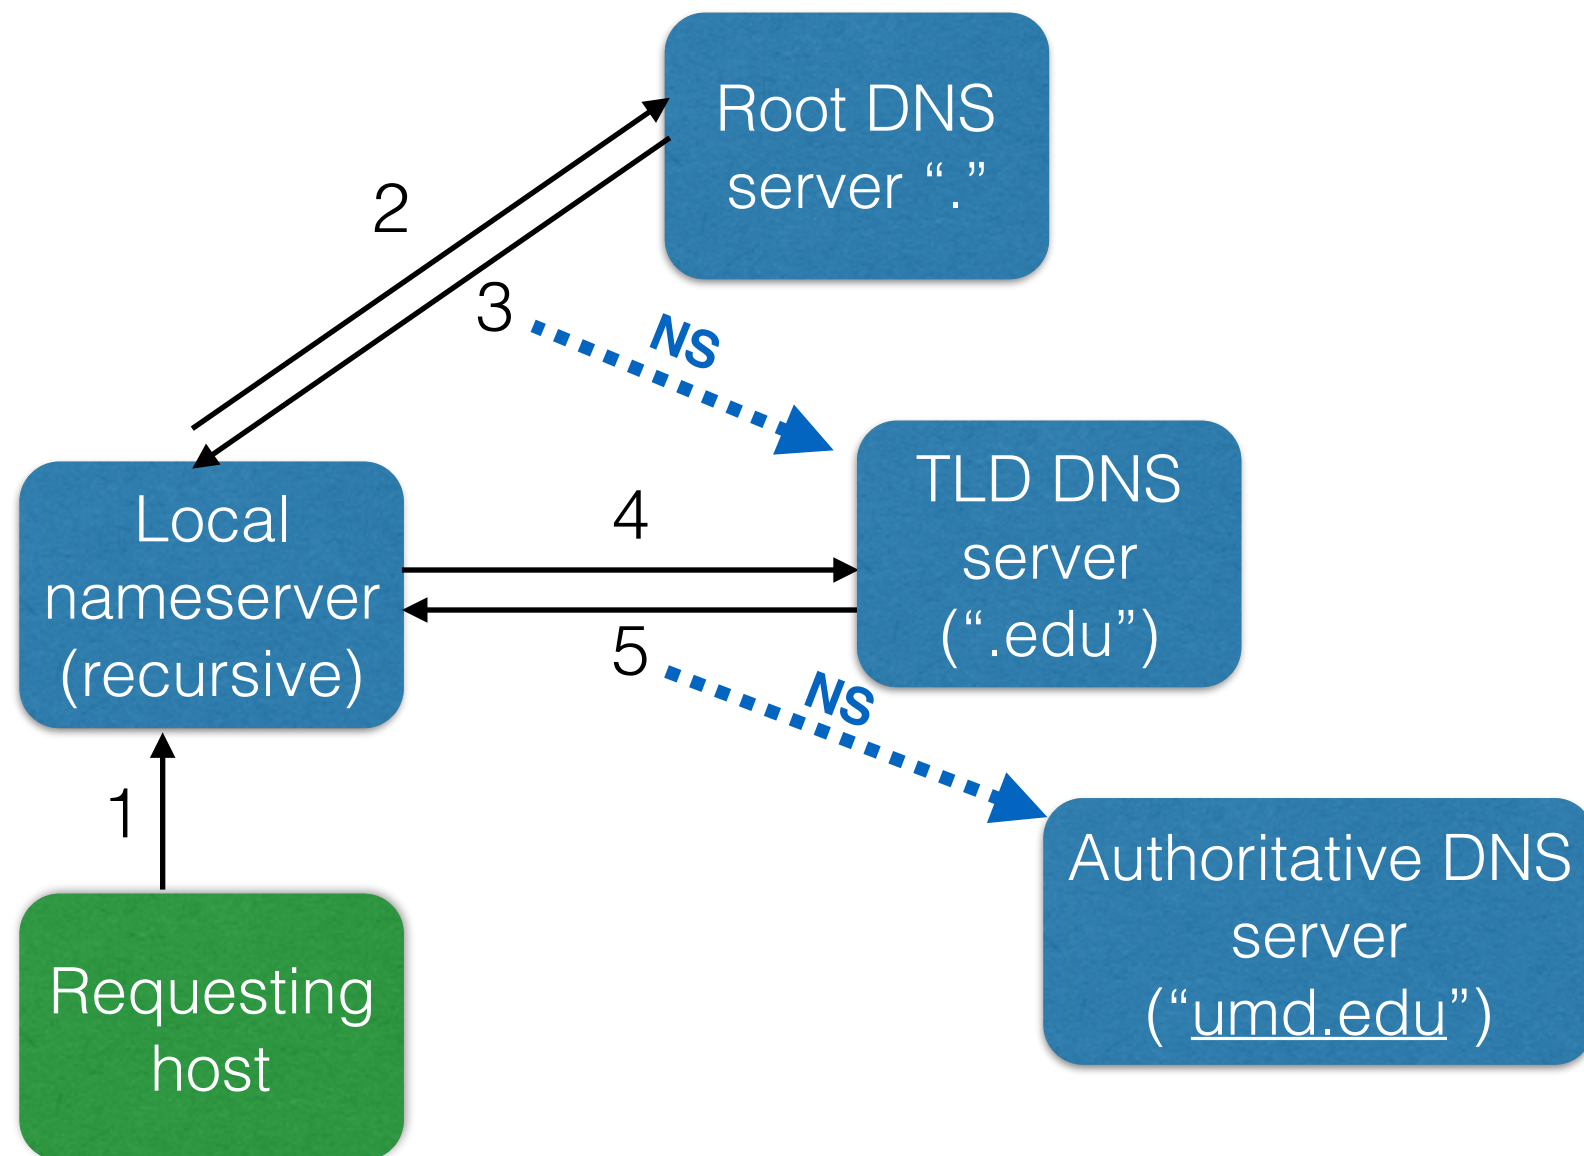 Root DNS
server “.”
2
3
NS
Local
nameserver
(recursive)
4
TLD DNS
server
(“.edu”)
5
NS
1
Authoritative DNS
server
(“umd.edu”)
Requesting
host